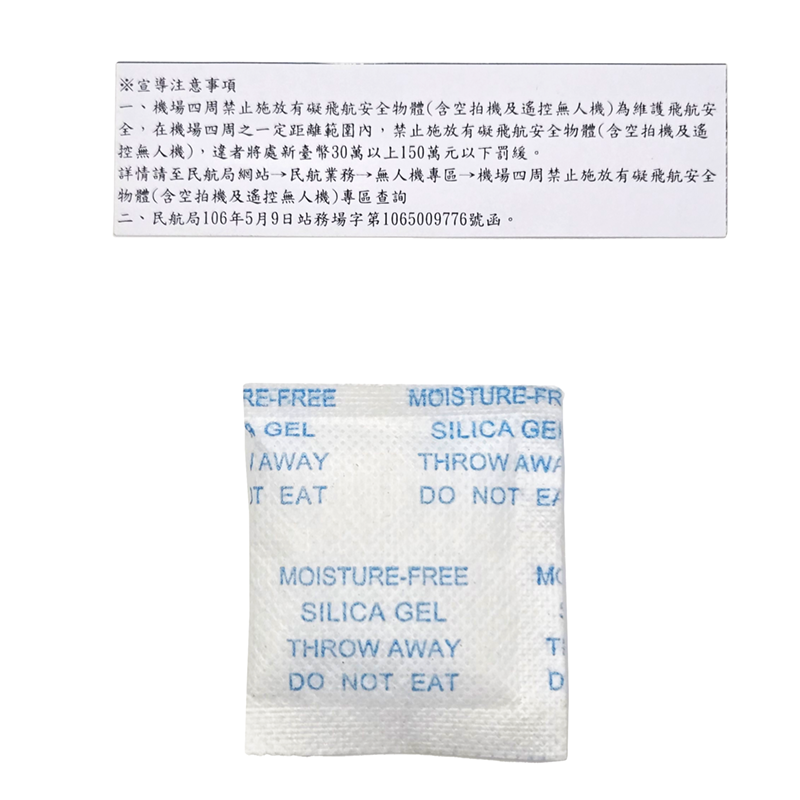 ※宣導注意事項
一、機場四周禁止施放有礙飛航安全物體(含空拍機及遙控無人機)為維護飛航安
全，在機場四周之一定距離範圍內，禁止施放有礙飛航安全物體(含空拍機及遙
控無人機)，違者將處新臺幣30萬以上150萬元以下罰緩。
詳情請至民航局網站→民航業務→無人機專區→機場四周禁止施放有礙飛航安全
物體(含空拍機及遙控無人機)專區查詢
二、民航局106年5月9日站務場字第1065009776號函。
RE-FREE MOISTURE-FR
GEL SILICA GEL
AWAY THROW AWA
OT EAT DO NOT EA
MOISTURE-FREE MO
SILICA GEL S
THROW AWAY T
DO NOT EAT D